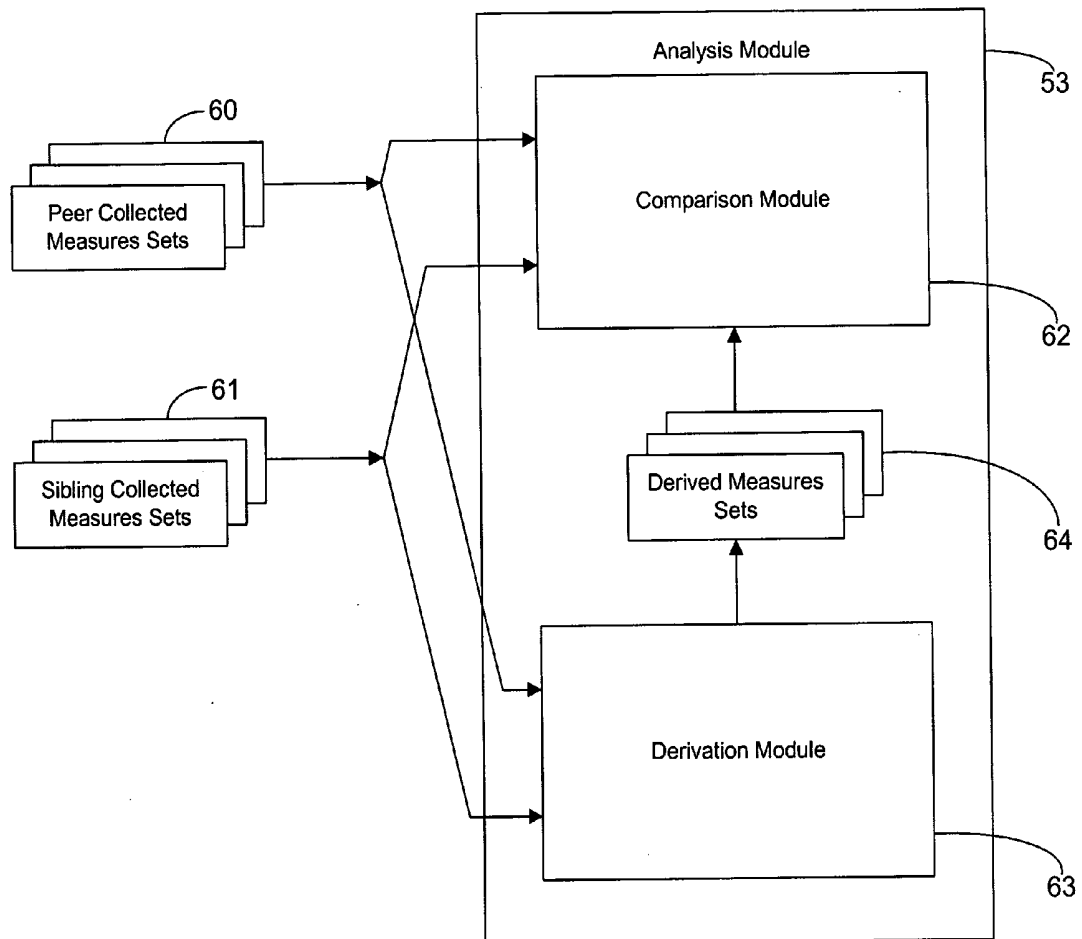 Analysis Module
53
60
Peer Collected
Measures Sets
Comparison Module
62
61
Sibling Collected
Measures Sets
Derived Measures
Sets
64
Derivation Module
63